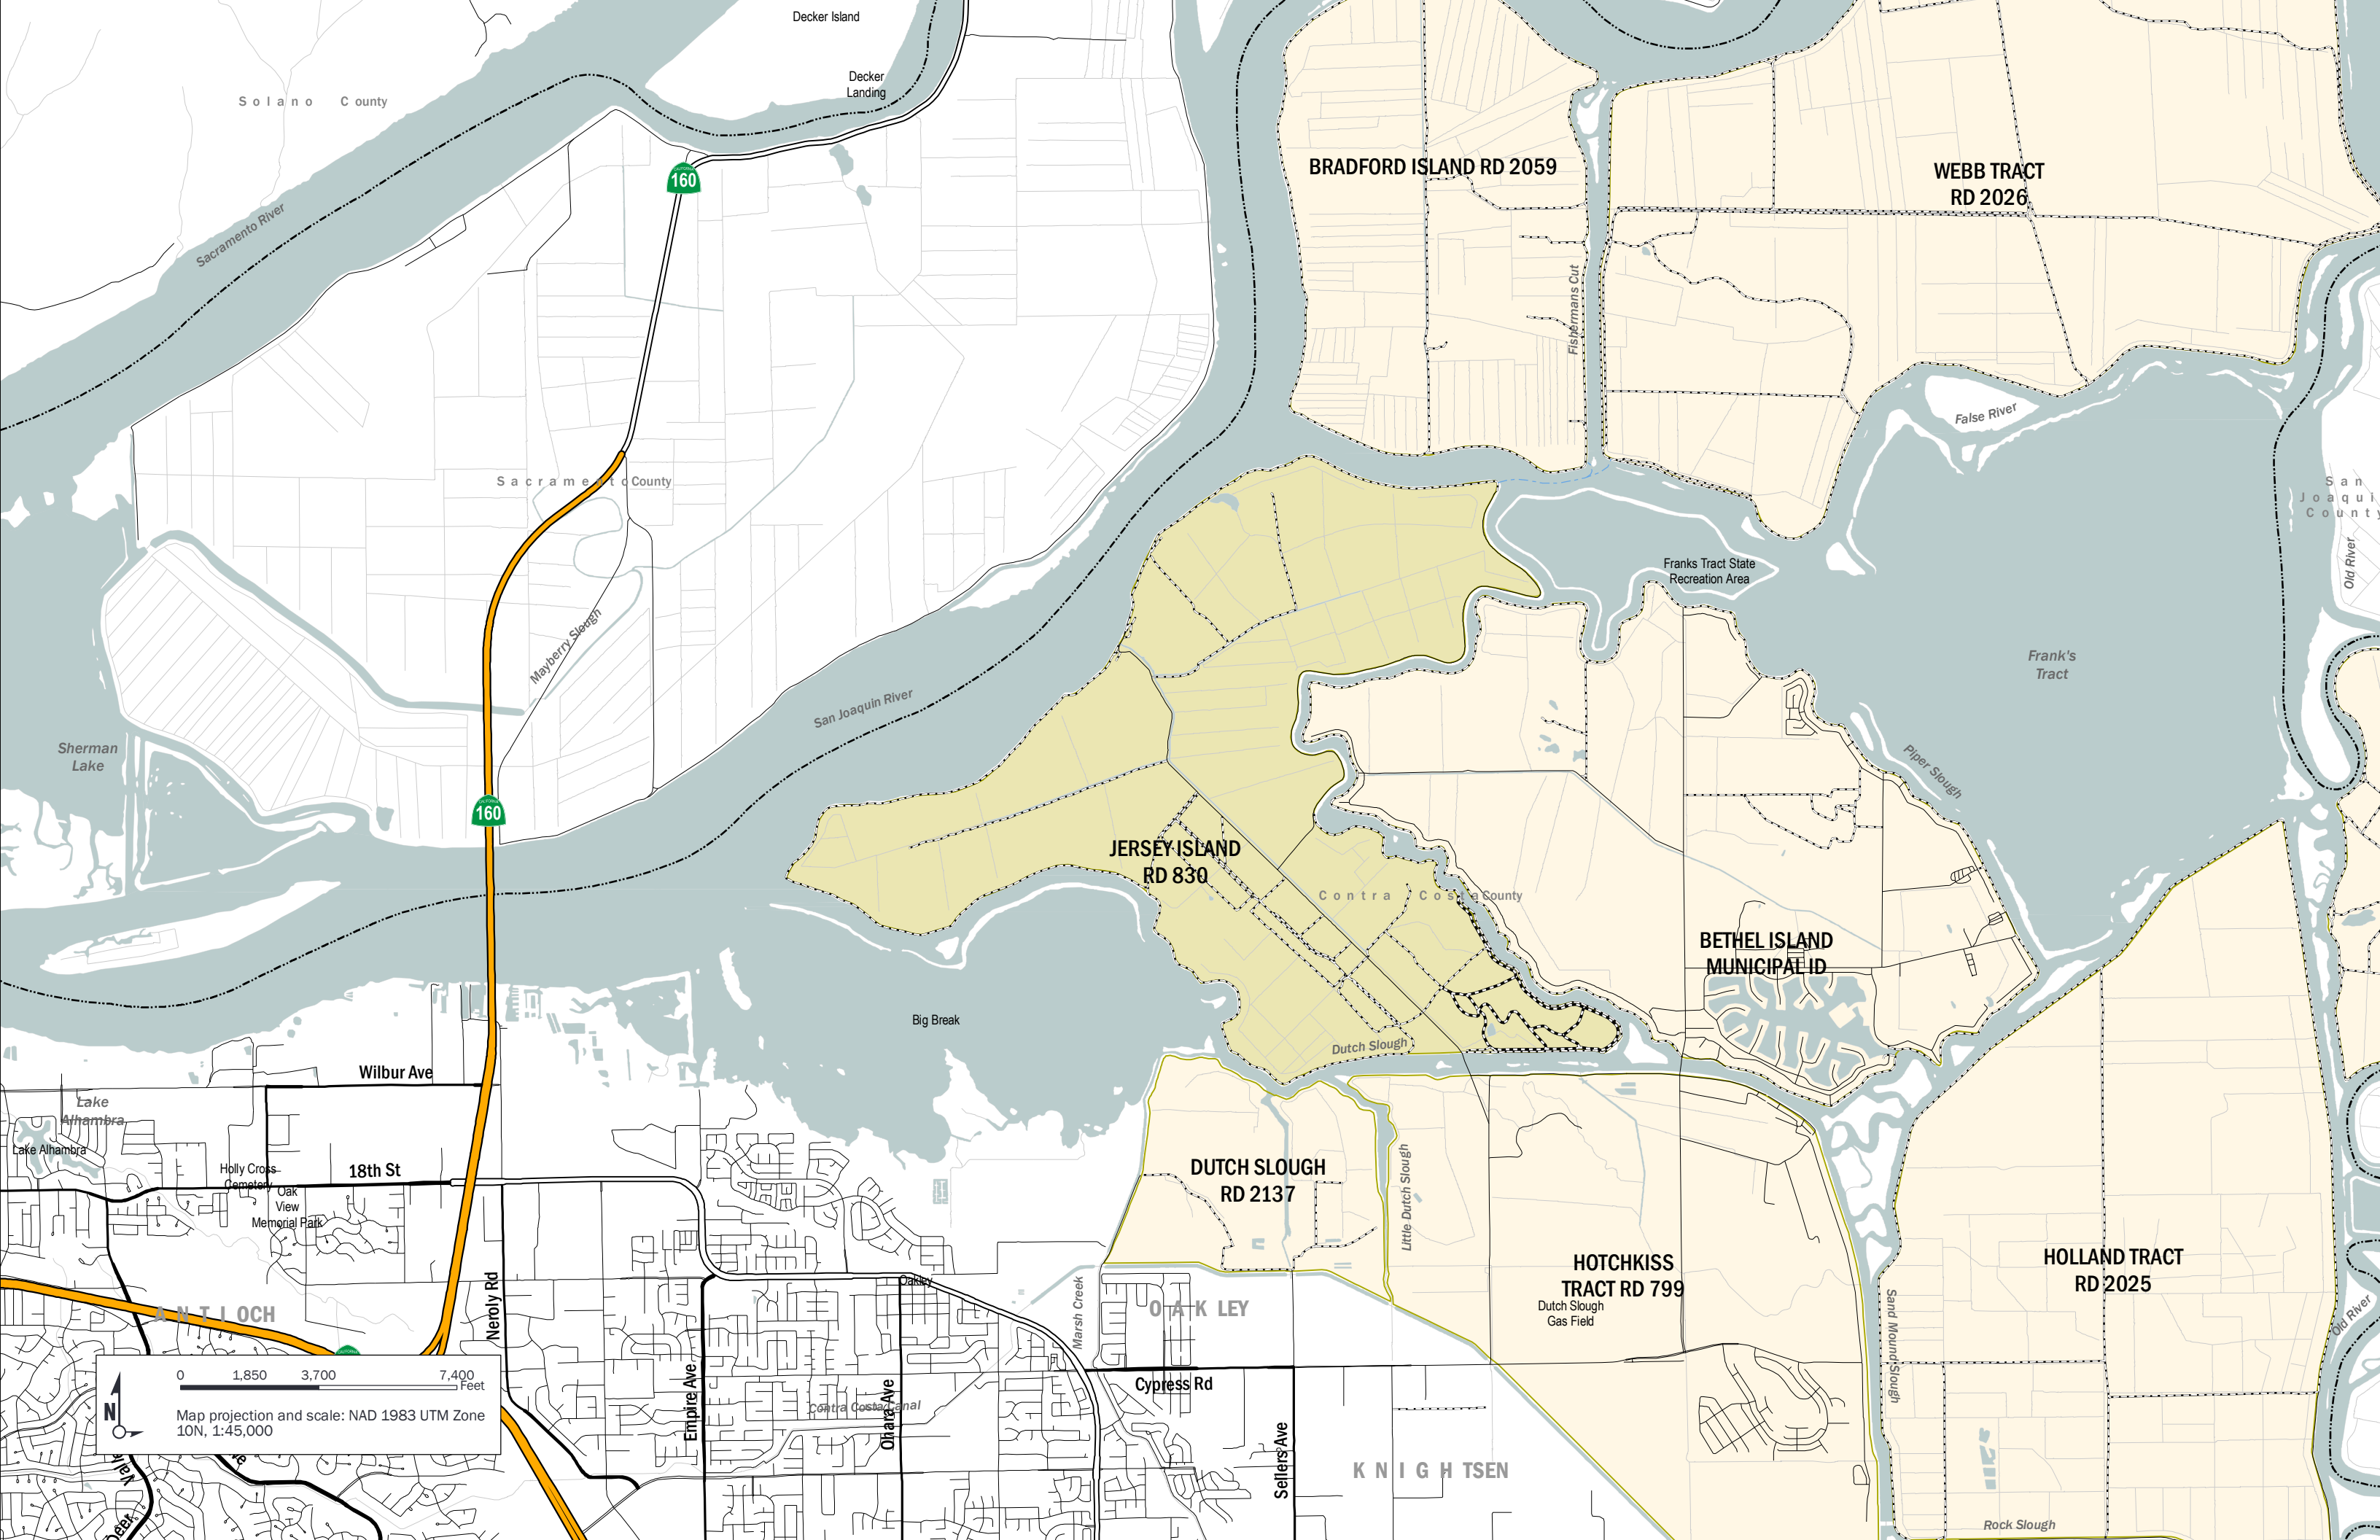 Decker Island
Decker
Landing
Solano County
160
BRADFORD ISLAND RD 2059
WEBB TRACT
RD 2026
Sacramento River
Fishermans Cut
False River
Sacramento County
San
Joaqui
County
Old River
Franks Tract State
Recreation Area
Mayberry Slough
San Joaquin River
Frank's
Tract
Sherman
Lake
Piper Slough
160
JERSEY ISLAND
RD 830
Contra Costa County
BETHEL ISLAND
MUNICIPAL ID
Big Break
Dutch Slough
Wilbur Ave
Lake
Alhambra
Lake Alhambra
Holly Cross
Cemetery
18th St
Oak
View
Memorial Park
DUTCH SLOUGH
RD 2137
Little Dutch Slough
HOTCHKISS
TRACT RD 799
Dutch Slough
Gas Field
HOLLAND TRACT
RD 2025
Old River
Sand Mound Slough
Neroly Rd
Oakley
Marsh Creek
OAKLEY
ANTIOCH
Cypress Rd
Empire Ave
Ohara Ave
Contra Costa Canal
Sellers Ave
KNIGHTSEN
Rock Slough
0 1,850 3,700 7,400
Feet
N
Map projection and scale: NAD 1983 UTM Zone
10N, 1:45,000